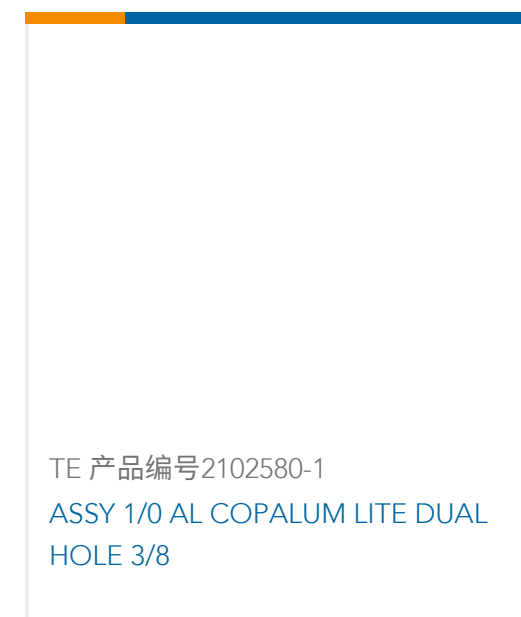 TE 产品编号2102580-1
ASSY 1/0 AL COPALUM LITE DUAL
HOLE 3/8